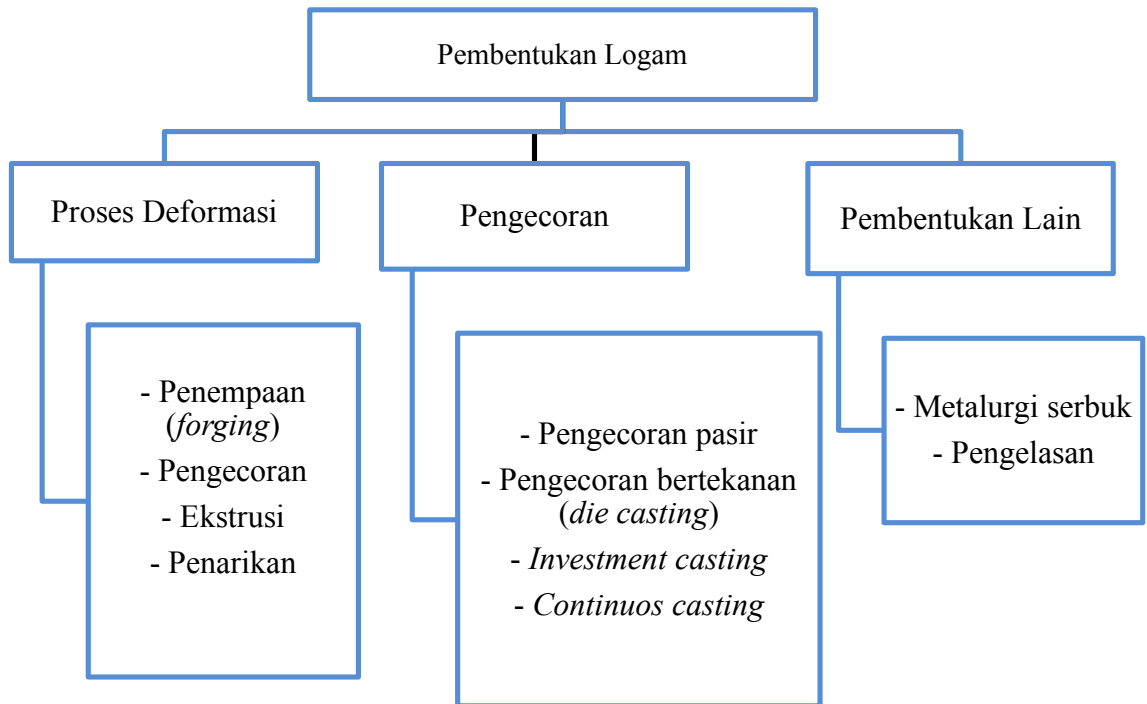 Pembentukan Logam
Proses Deformasi
Pengecoran
Pembentukan Lain
- Penempaan
(forging)
- Pengecoran
- Ekstrusi
- Penarikan
- Pengecoran pasir
- Pengecoran bertekanan
(die casting)
- Investment casting
- Continuos casting
- Metalurgi serbuk
- Pengelasan